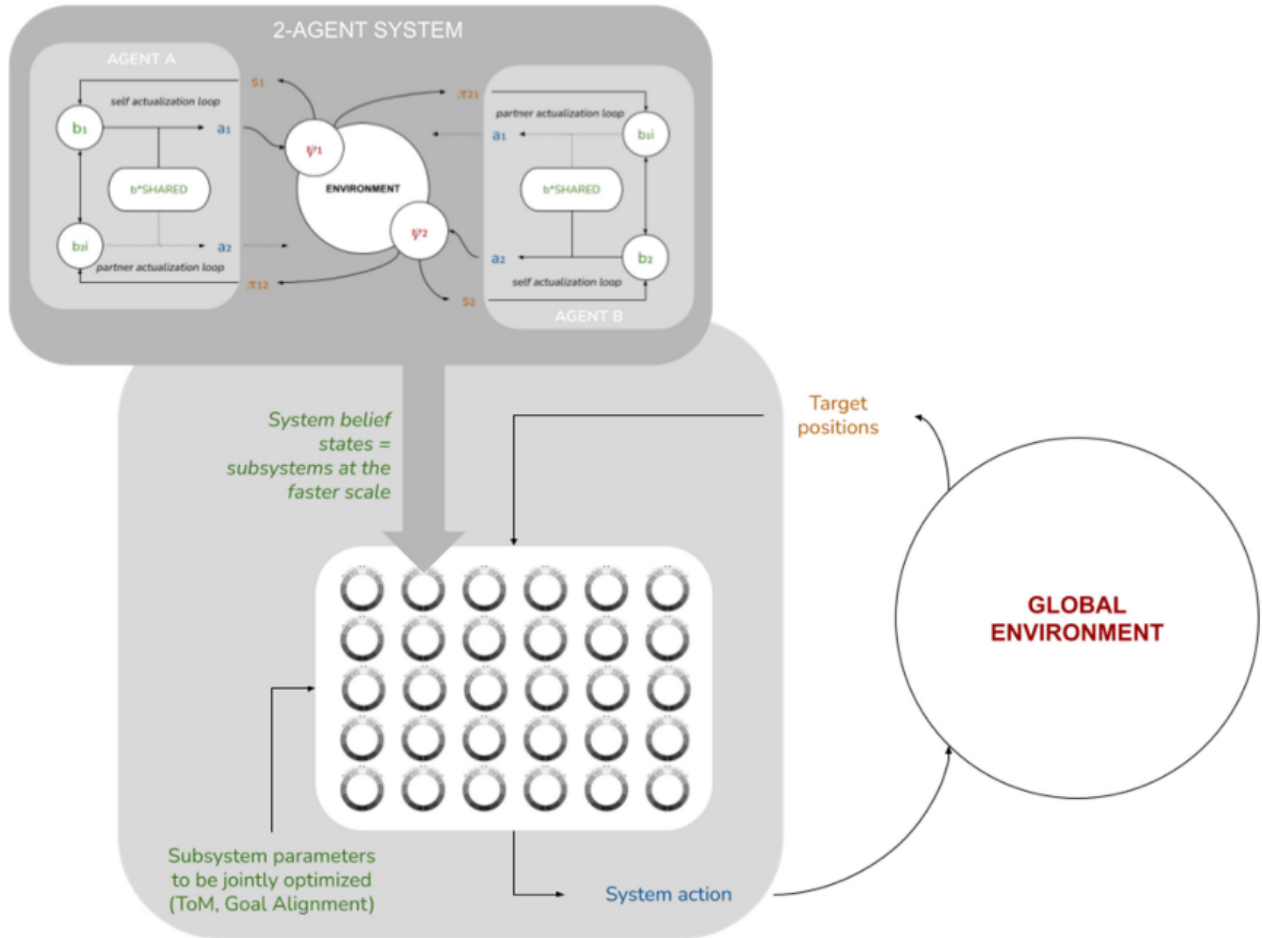 2-AGENT SYSTEM
AGENT A
s1
self actualization loop
b1
a1
b*SHARED
b2i
a2
partner actualization loop
.τ12
ψ1
ENVIRONMENT
ψ2
.τ21
partner actualization loop
a1
b1i
b*SHARED
a2
b2
self actualization loop
s2
AGENT B
System belief
states =
subsystems at the
faster scale
Target
positions
GLOBAL
ENVIRONMENT
Subsystem parameters
to be jointly optimized
(ToM, Goal Alignment)
System action